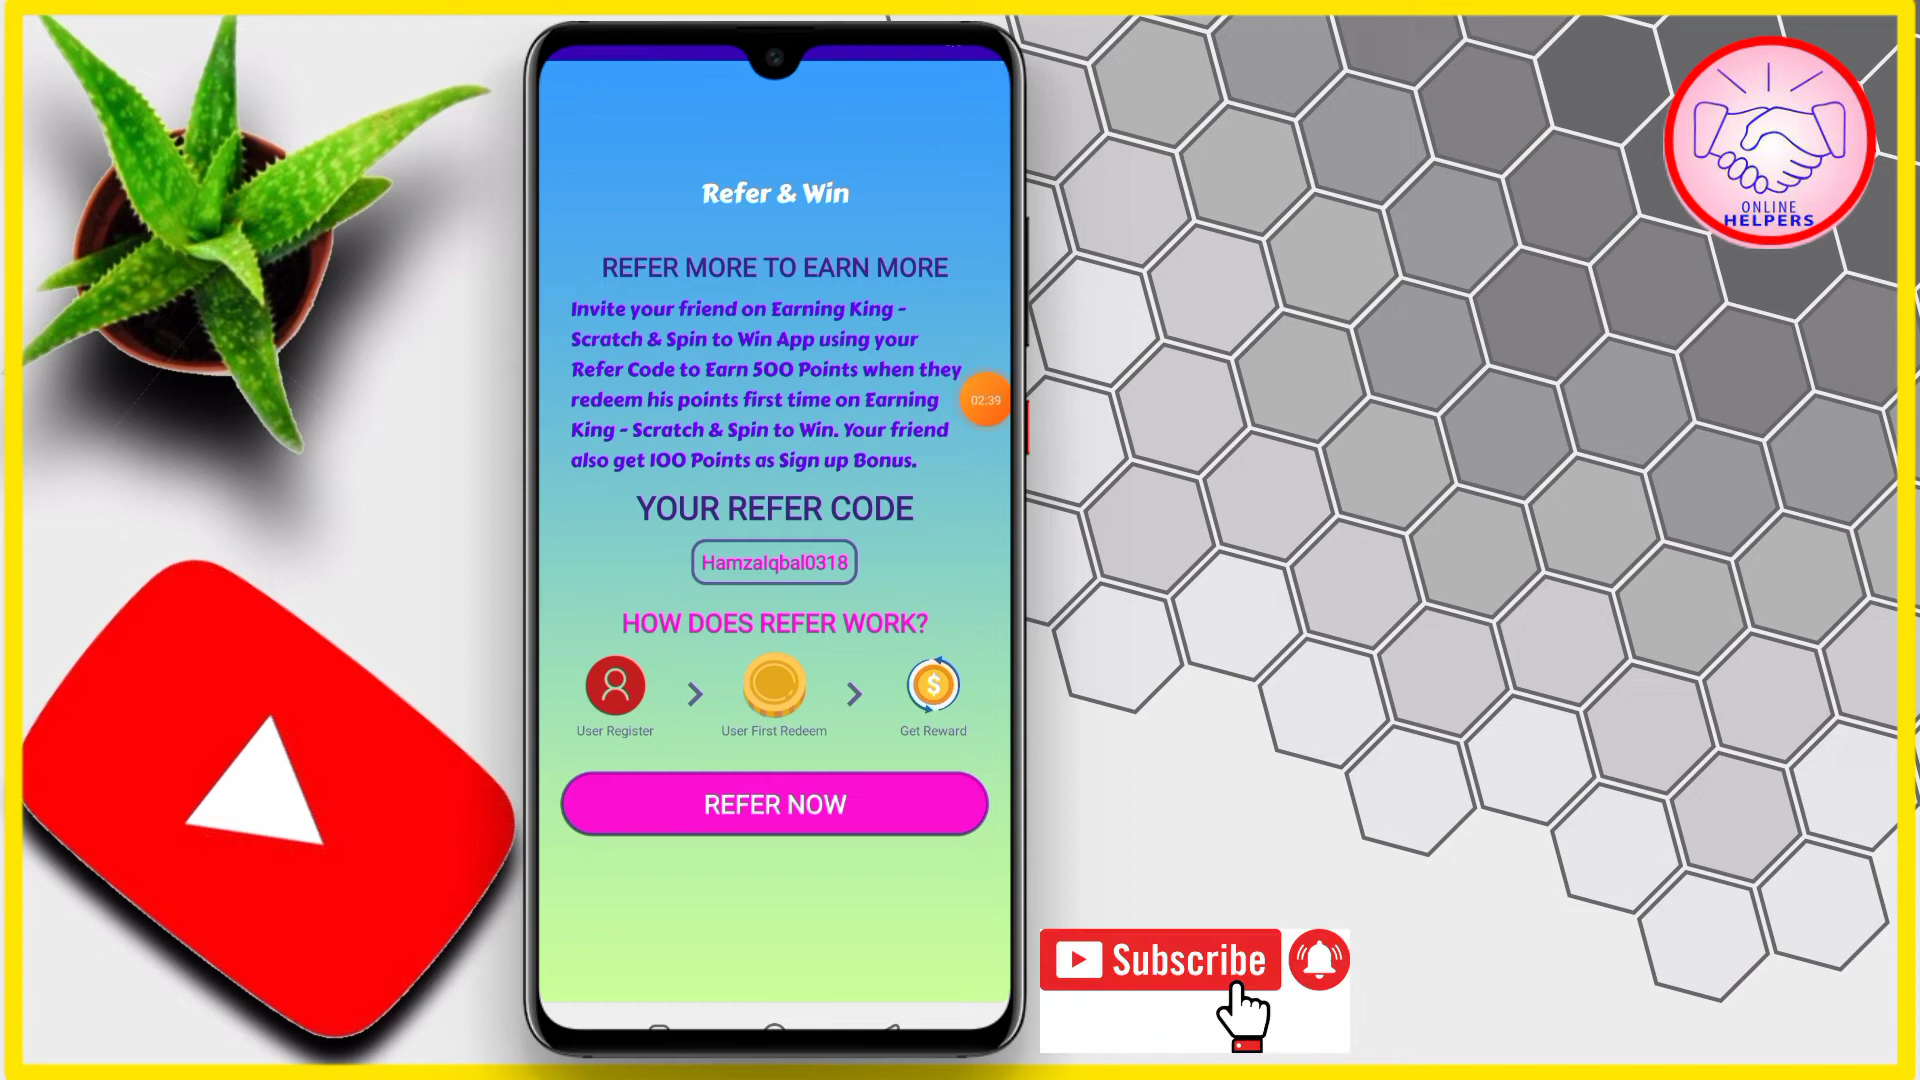 Refer & Win
REFER MORE TO EARN MORE
Invite your friend on Earning King -
Scratch & Spin to Win App using your
Refer Code to Earn 500 Points when they
redeem his points first time on Earning
King - Scratch & Spin to Win. Your friend
also get 100 Points as Sign up Bonus.
02:39
YOUR REFER CODE
HamzaIqbal0318
HOW DOES REFER WORK?
User Register
User First Redeem
Get Reward
REFER NOW
ONLINE
HELPERS
Subscribe